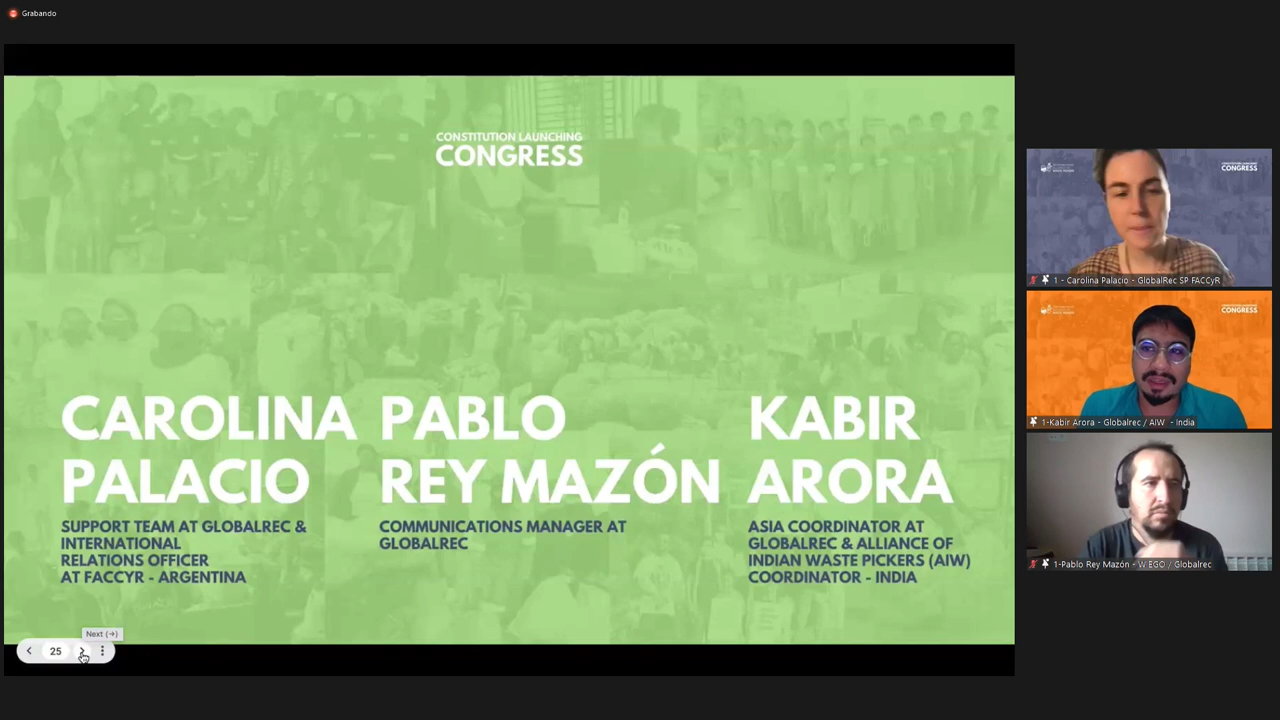 Grabando
CONSTITUTION LAUNCHING
CONGRESS
CAROLINA
PALACIO
SUPPORT TEAM AT GLOBALREC &
INTERNATIONAL
RELATIONS OFFICER
AT FACCYR - ARGENTINA
PABLO
REY MAZÓN
COMMUNICATIONS MANAGER AT
GLOBALREC
KABIR
ARORA
ASIA COORDINATOR AT
GLOBALREC & ALLIANCE OF
INDIAN WASTE PICKERS (AIW)
COORDINATOR - INDIA
Next (→)
25
CONGRESS
1 - Carolina Palacio - GlobalRec SP FACCyR
CONGRESS
1-Kabir Arora - Globalrec / AIW - India
1-Pablo Rey Mazón - WIEGO / Globalrec